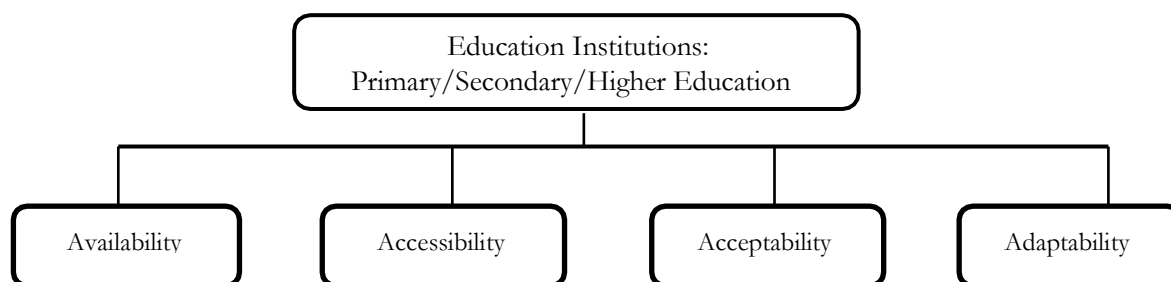 Education Institutions:
Primary/Secondary/Higher Education
Availability
Accessibility
Acceptability
Adaptability